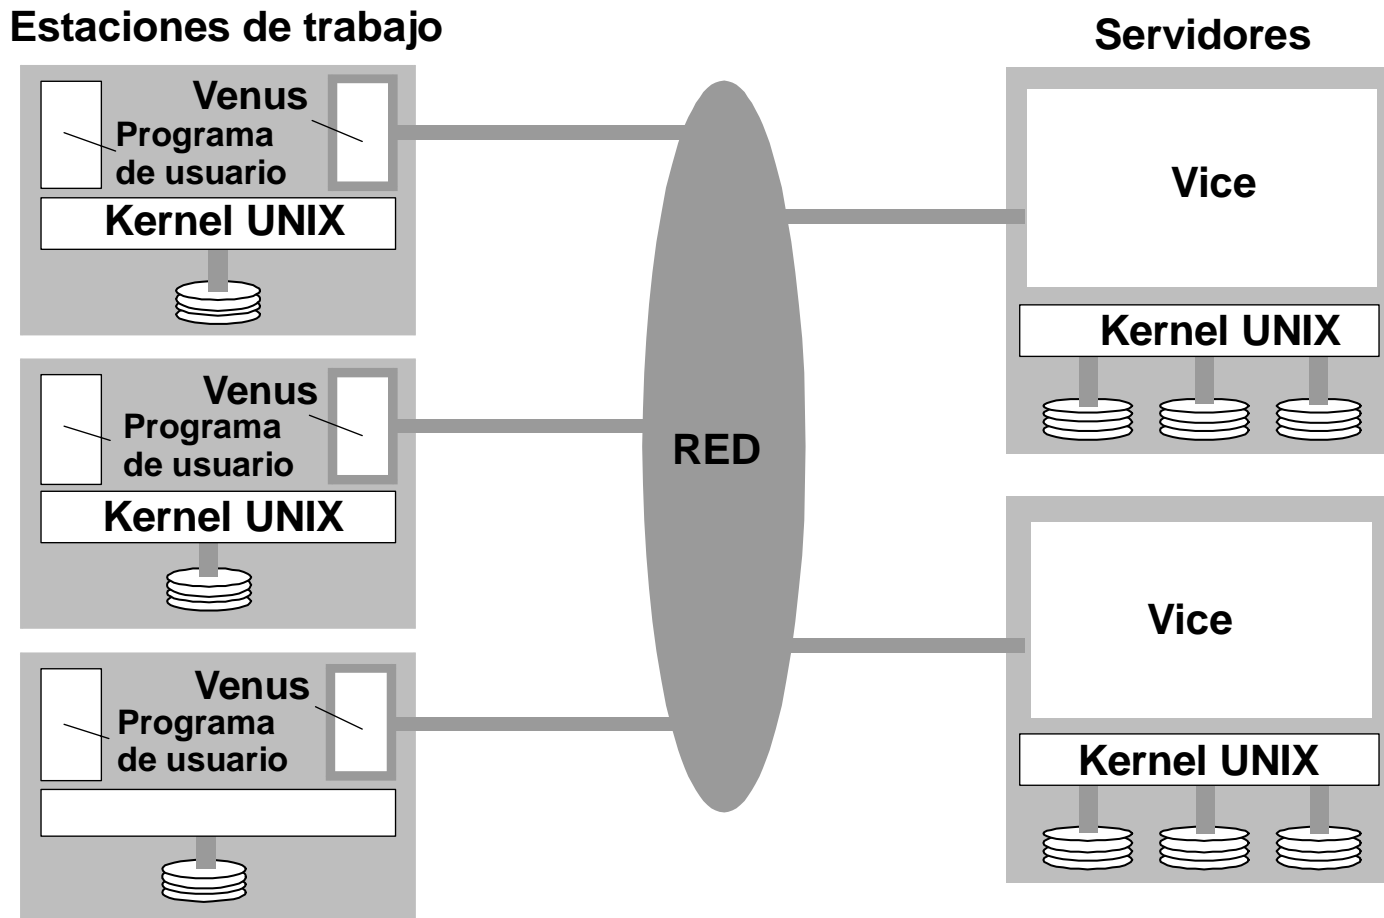 Estaciones de trabajo
Venus
Programa
de usuario
Kernel UNIX
Venus
Programa
de usuario
Kernel UNIX
Venus
Programa
de usuario
RED
Servidores
Vice
Kernel UNIX
Vice
Kernel UNIX